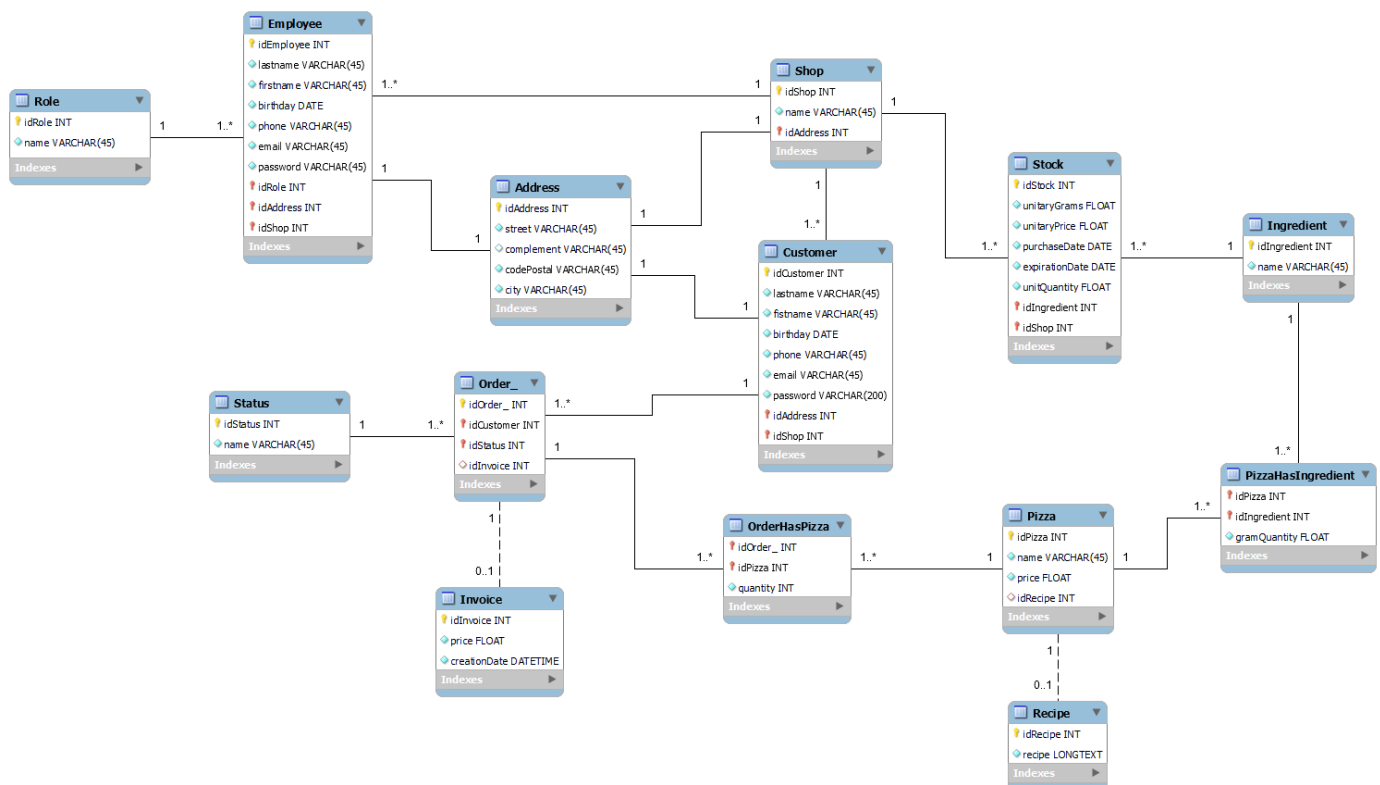 Role
idRole INT
name VARCHAR(45)
Indexes
1
1..*
Employee
idEmployee INT
lastname VARCHAR(45)
firstname VARCHAR(45)
birthday DATE
phone VARCHAR(45)
email VARCHAR(45)
password VARCHAR(45)
idRole INT
idAddress INT
idShop INT
Indexes
1..*
1
1
1
Address
idAddress INT
street VARCHAR(45)
complement VARCHAR(45)
codePostal VARCHAR(45)
city VARCHAR(45)
Indexes
1
1
1
1
Shop
idShop INT
name VARCHAR(45)
idAddress INT
Indexes
1
1..*
1
1..*
Customer
idCustomer INT
lastname VARCHAR(45)
fistname VARCHAR(45)
birthday DATE
phone VARCHAR(45)
email VARCHAR(45)
password VARCHAR(200)
idAddress INT
idShop INT
Indexes
Stock
idStock INT
unitaryGrams FLOAT
unitaryPrice FLOAT
purchaseDate DATE
expirationDate DATE
unitQuantity FLOAT
idIngredient INT
idShop INT
Indexes
1..*
1
Ingredient
idIngredient INT
name VARCHAR(45)
Indexes
1
1..*
Status
idStatus INT
name VARCHAR(45)
Indexes
1
1..*
Order_
idOrder_ INT
idCustomer INT
idStatus INT
idInvoice INT
Indexes
1..*
1
1
1..*
1
0..1
Invoice
idInvoice INT
price FLOAT
creationDate DATETIME
Indexes
OrderHasPizza
idOrder_ INT
idPizza INT
quantity INT
Indexes
1..*
1
Pizza
idPizza INT
name VARCHAR(45)
price FLOAT
idRecipe INT
Indexes
1
1..*
PizzaHasIngredient
idPizza INT
idIngredient INT
gramQuantity FLOAT
Indexes
1
0..1
Recipe
idRecipe INT
recipe LONGTEXT
Indexes